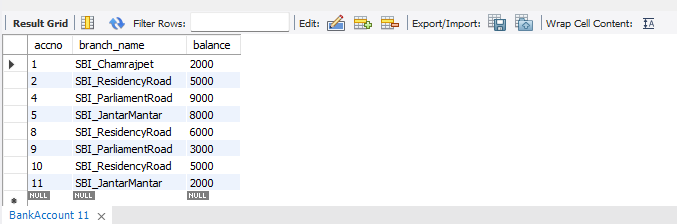 Result Grid Filter Rows: Edit: Export/Import: Wrap Cell Content: IA
accno branch_name balance
1 SBI_Chamrajpet 2000
2 SBI_ResidencyRoad 5000
4 SBI_ParliamentRoad 9000
5 SBI_JantarMantar 8000
8 SBI_ResidencyRoad 6000
9 SBI_ParliamentRoad 3000
10 SBI_ResidencyRoad 5000
11 SBI_JantarMantar 2000
NULL NULL NULL
BankAccount 11